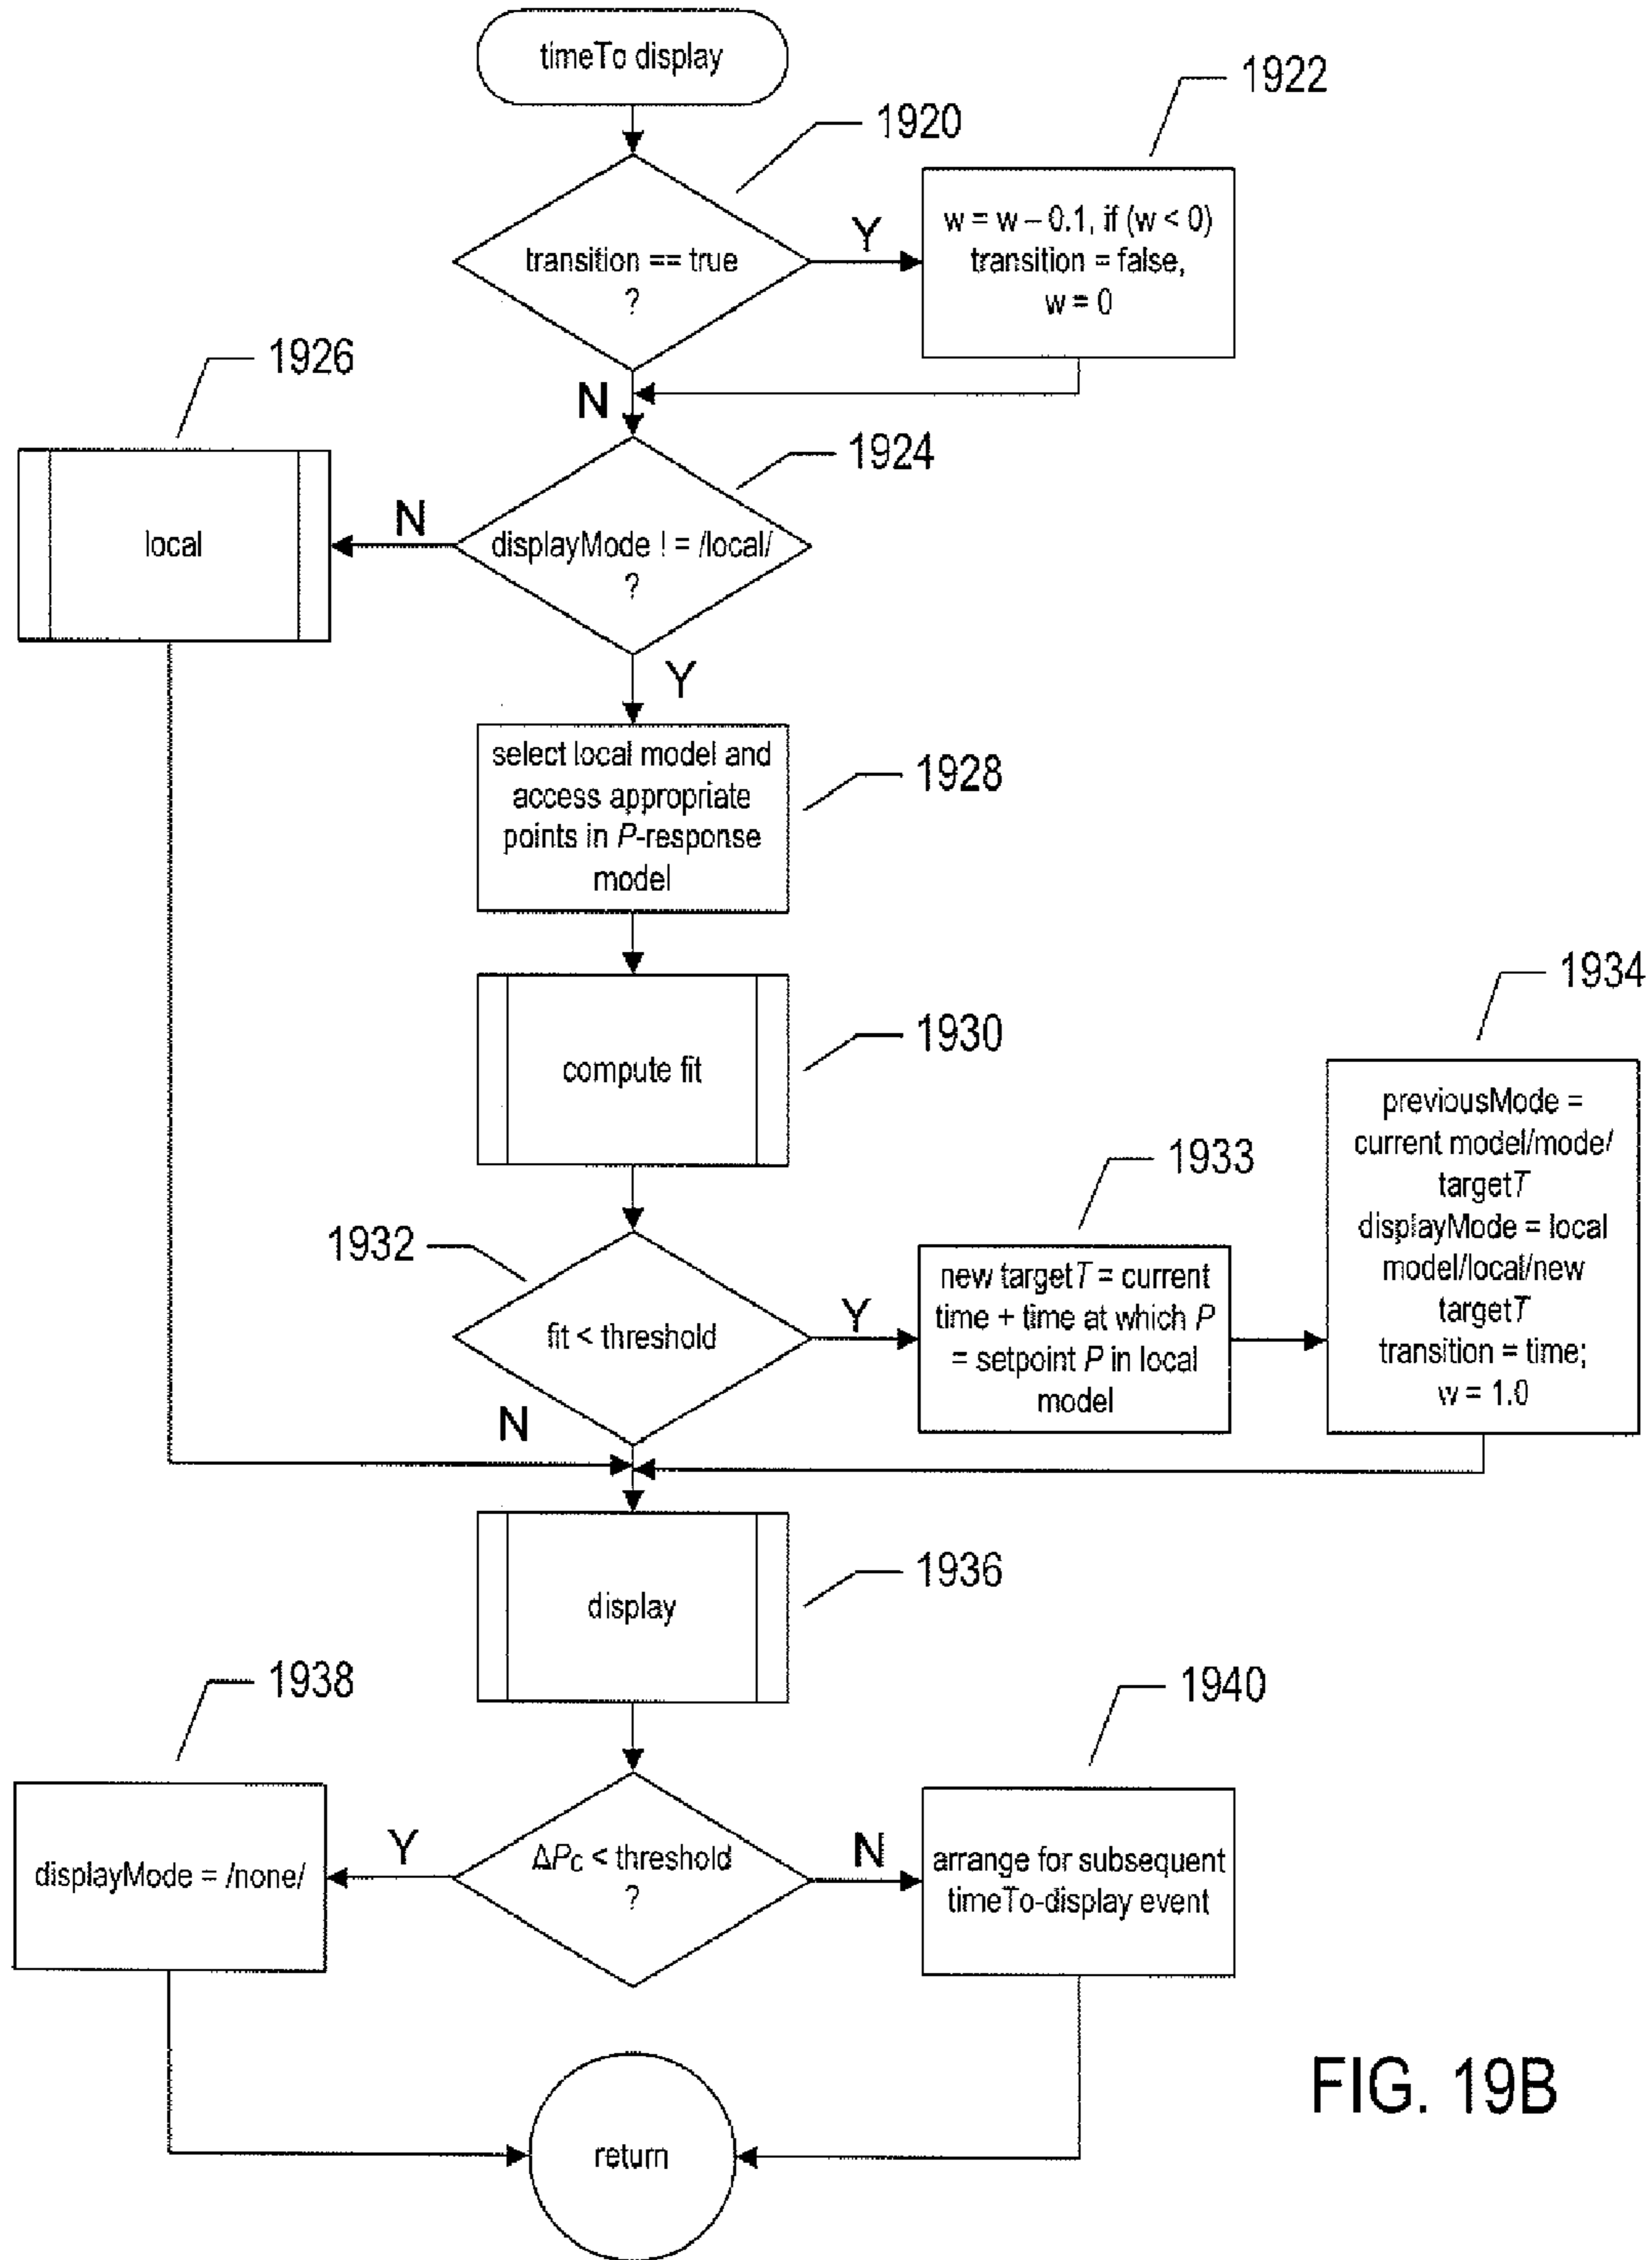 timeTo display
1920
1922
transition == true
?
Y
w = w – 0.1, if (w < 0)
transition = false,
w = 0
N
1926
1924
local
N
displayMode ! = /local/
?
Y
select local model and
access appropriate
points in P-response
model
1928
compute fit
1930
1932
fit < threshold
Y
N
1933
new targetT = current
time + time at which P
= setpoint P in local
model
1934
previousMode =
current model/mode/
targetT
displayMode = local
model/local/new
targetT
transition = time;
w = 1.0
display
1936
1938
displayMode = /none/
Y
ΔPc < threshold
?
N
1940
arrange for subsequent
timeTo-display event
return
FIG. 19B